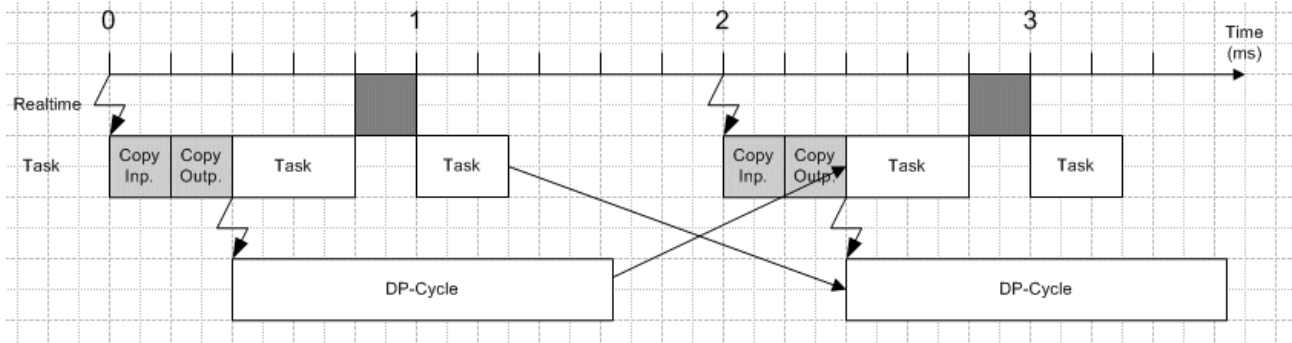 0 1 2 3
Time
(ms)
Realtime
Task
Copy
Inp.
Copy
Outp.
Task
Task
Copy
Inp.
Copy
Outp.
Task
Task
DP-Cycle
DP-Cycle